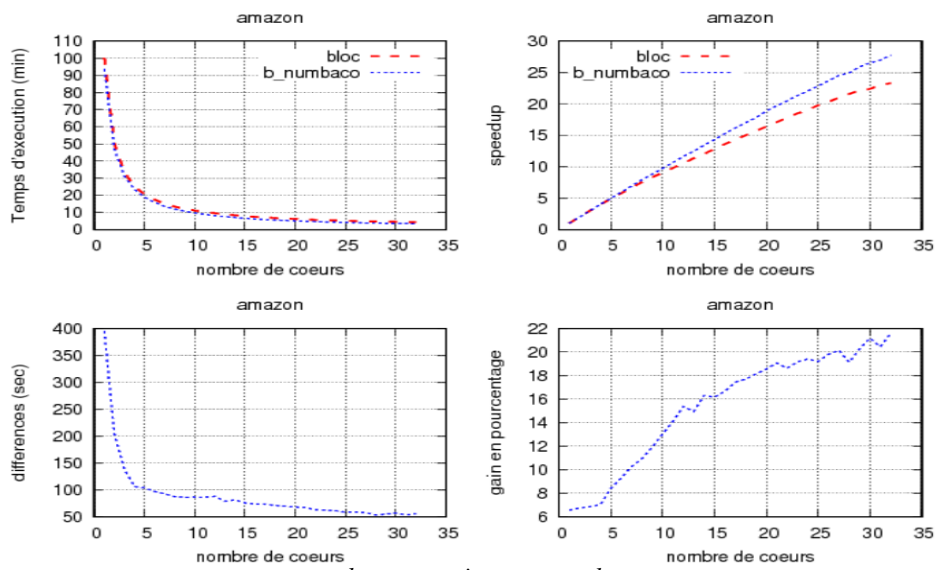 amazon
110
100
90
80
70
60
50
40
30
20
10
0
Temps d'execution (min)
bloc
b_numbaco
0 5 10 15 20 25 30 35
nombre de coeurs
amazon
30
25
20
15
10
5
0
speedup
bloc
b_numbaco
0 5 10 15 20 25 30 35
nombre de coeurs
amazon
400
350
300
250
200
150
100
50
differences (sec)
0 5 10 15 20 25 30 35
nombre de coeurs
amazon
22
20
18
16
14
12
10
8
6
gain en pourcentage
0 5 10 15 20 25 30 35
nombre de coeurs